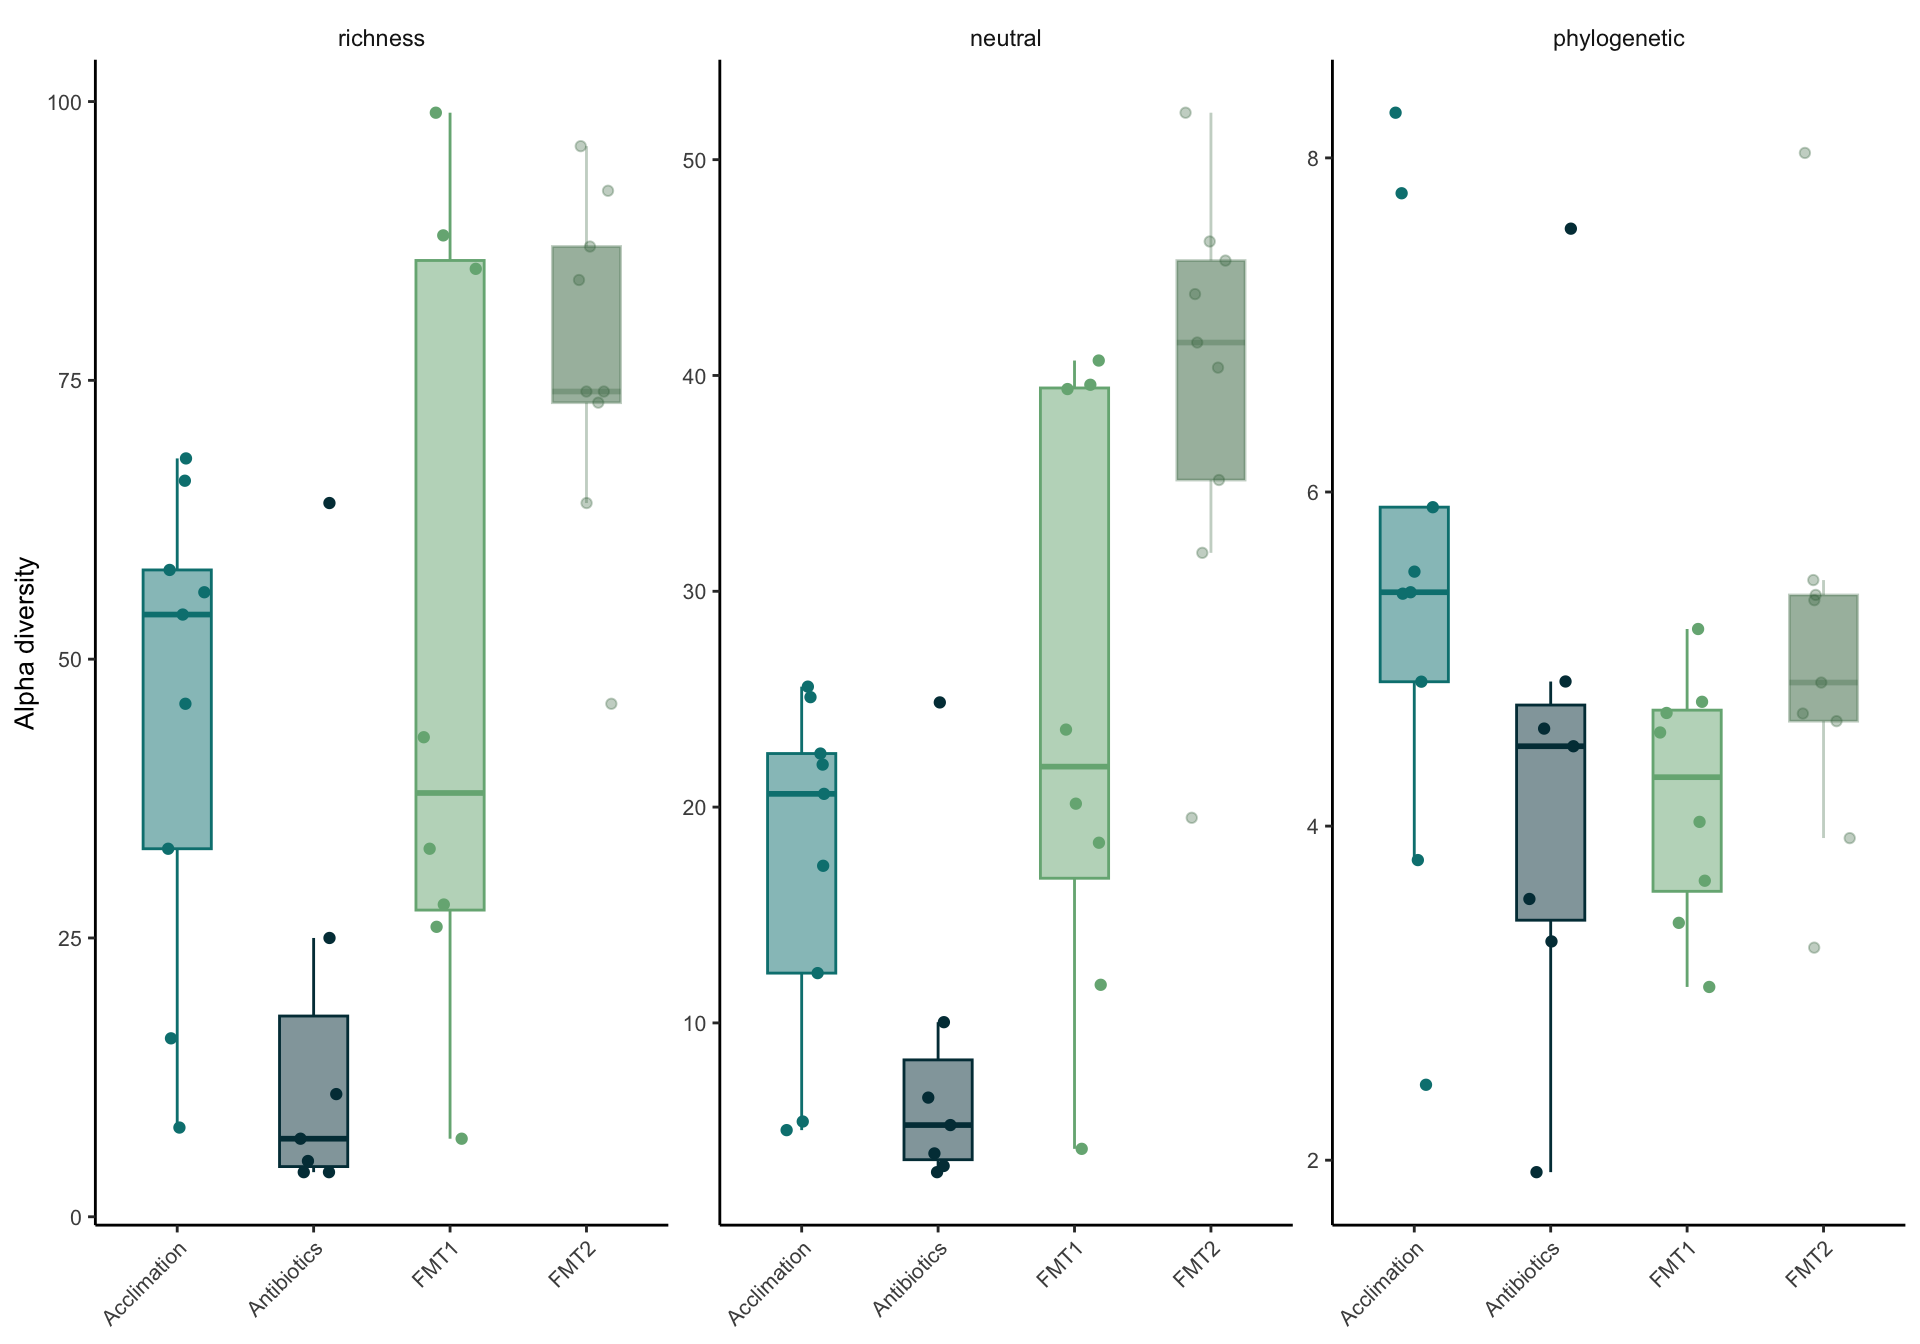 richness
neutral
phylogenetic
Alpha diversity
100
75
50
25
0
50
40
30
20
10
8
6
4
2
Acclimation
Antibiotics
FMT1
FMT2
Acclimation
Antibiotics
FMT1
FMT2
Acclimation
Antibiotics
FMT1
FMT2